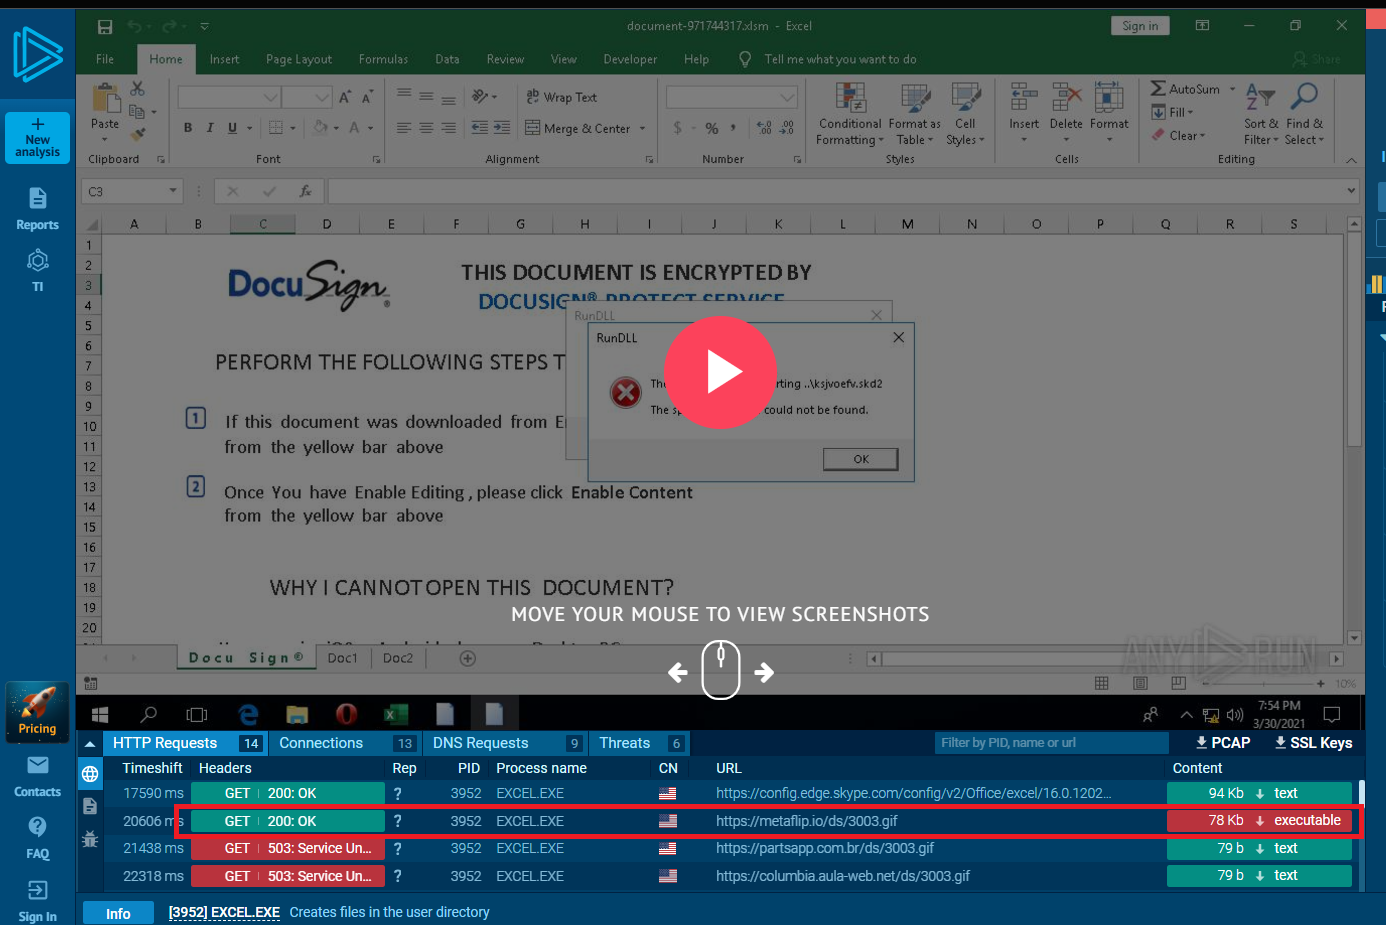 document-971744317.xlsm - Excel
Sign in
File Home Insert Page Layout Formulas Data Review View Developer Help Tell me what you want to do Share
Paste
B I U
Wrap Text
Merge & Center
$ % ,
Conditional Formatting
Format as Table
Cell Styles
Insert Delete Format
AutoSum
Fill
Clear
Sort & Filter
Find & Select
Clipboard Font Alignment Number Styles Cells Editing
C3 fx
A B C D E F G H I J K L M N O P Q R S
1
2
3
4
5
6
7
8
9
10
11
12
13
14
15
16
17
18
19
20
DocuSign®
THIS DOCUMENT IS ENCRYPTED BY
DOCUSIGN® PROTECT SERVICE
PERFORM THE FOLLOWING STEPS T
1 If this document was downloaded from E
from the yellow bar above
2 Once You have Enable Editing , please click Enable Content
from the yellow bar above
WHY I CANNOT OPEN THIS DOCUMENT?
RunDLL
RunDLL
rting ..\ksjvoefv.skd2
The sp could not be found.
OK
MOVE YOUR MOUSE TO VIEW SCREENSHOTS
Docu Sign® Doc1 Doc2
ANY RUN
10%
7:54 PM
3/30/2021
New analysis
Reports
TI
Pricing
Contacts
FAQ
Sign In
HTTP Requests 14 Connections 13 DNS Requests 9 Threats 6 Filter by PID, name or url PCAP SSL Keys
Timeshift Headers Rep PID Process name CN URL Content
17590 ms GET 200: OK ? 3952 EXCEL.EXE https://config.edge.skype.com/config/v2/Office/excel/16.0.1202... 94 Kb text
20606 ms GET 200: OK ? 3952 EXCEL.EXE https://metaflip.io/ds/3003.gif 78 Kb executable
21438 ms GET 503: Service Un... ? 3952 EXCEL.EXE https://partsapp.com.br/ds/3003.gif 79 b text
22318 ms GET 503: Service Un... ? 3952 EXCEL.EXE https://columbia.aula-web.net/ds/3003.gif 79 b text
Info [3952] EXCEL.EXE Creates files in the user directory